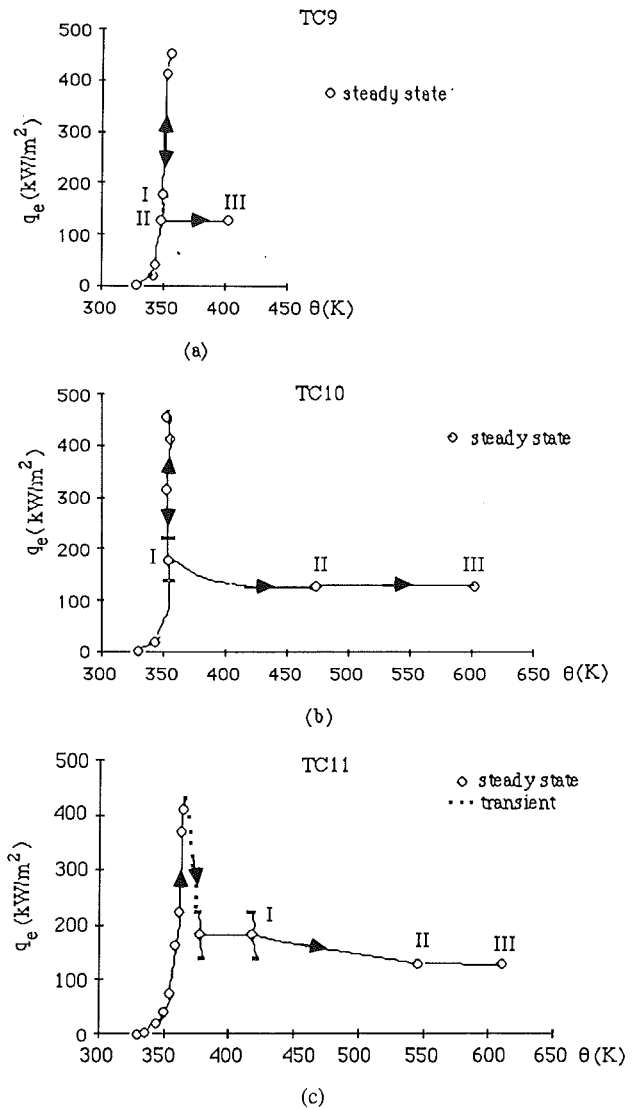 TC9
500
400
300
200
100
0
q_e (kW/m²)
steady state
I
II
III
300 350 400 450 θ(K)
(a)
TC10
500
400
300
200
100
0
q_e (kW/m²)
steady state
I
II
III
300 350 400 450 500 550 600 650 θ(K)
(b)
TC11
500
400
300
200
100
0
q_e (kW/m²)
steady state
transient
I
II
III
300 350 400 450 500 550 600 650 θ(K)
(c)